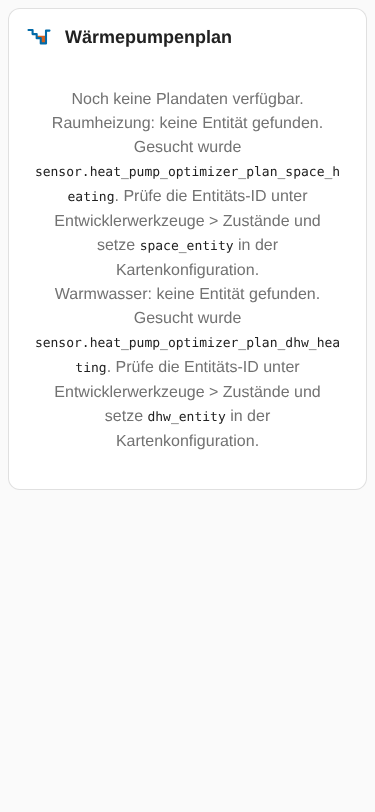 Wärmepumpenplan
Noch keine Plandaten verfügbar.
Raumheizung: keine Entität gefunden.
Gesucht wurde
sensor.heat_pump_optimizer_plan_space_h
eating. Prüfe die Entitäts-ID unter
Entwicklerwerkzeuge > Zustände und
setze space_entity in der
Kartenkonfiguration.
Warmwasser: keine Entität gefunden.
Gesucht wurde
sensor.heat_pump_optimizer_plan_dhw_hea
ting. Prüfe die Entitäts-ID unter
Entwicklerwerkzeuge > Zustände und
setze dhw_entity in der
Kartenkonfiguration.